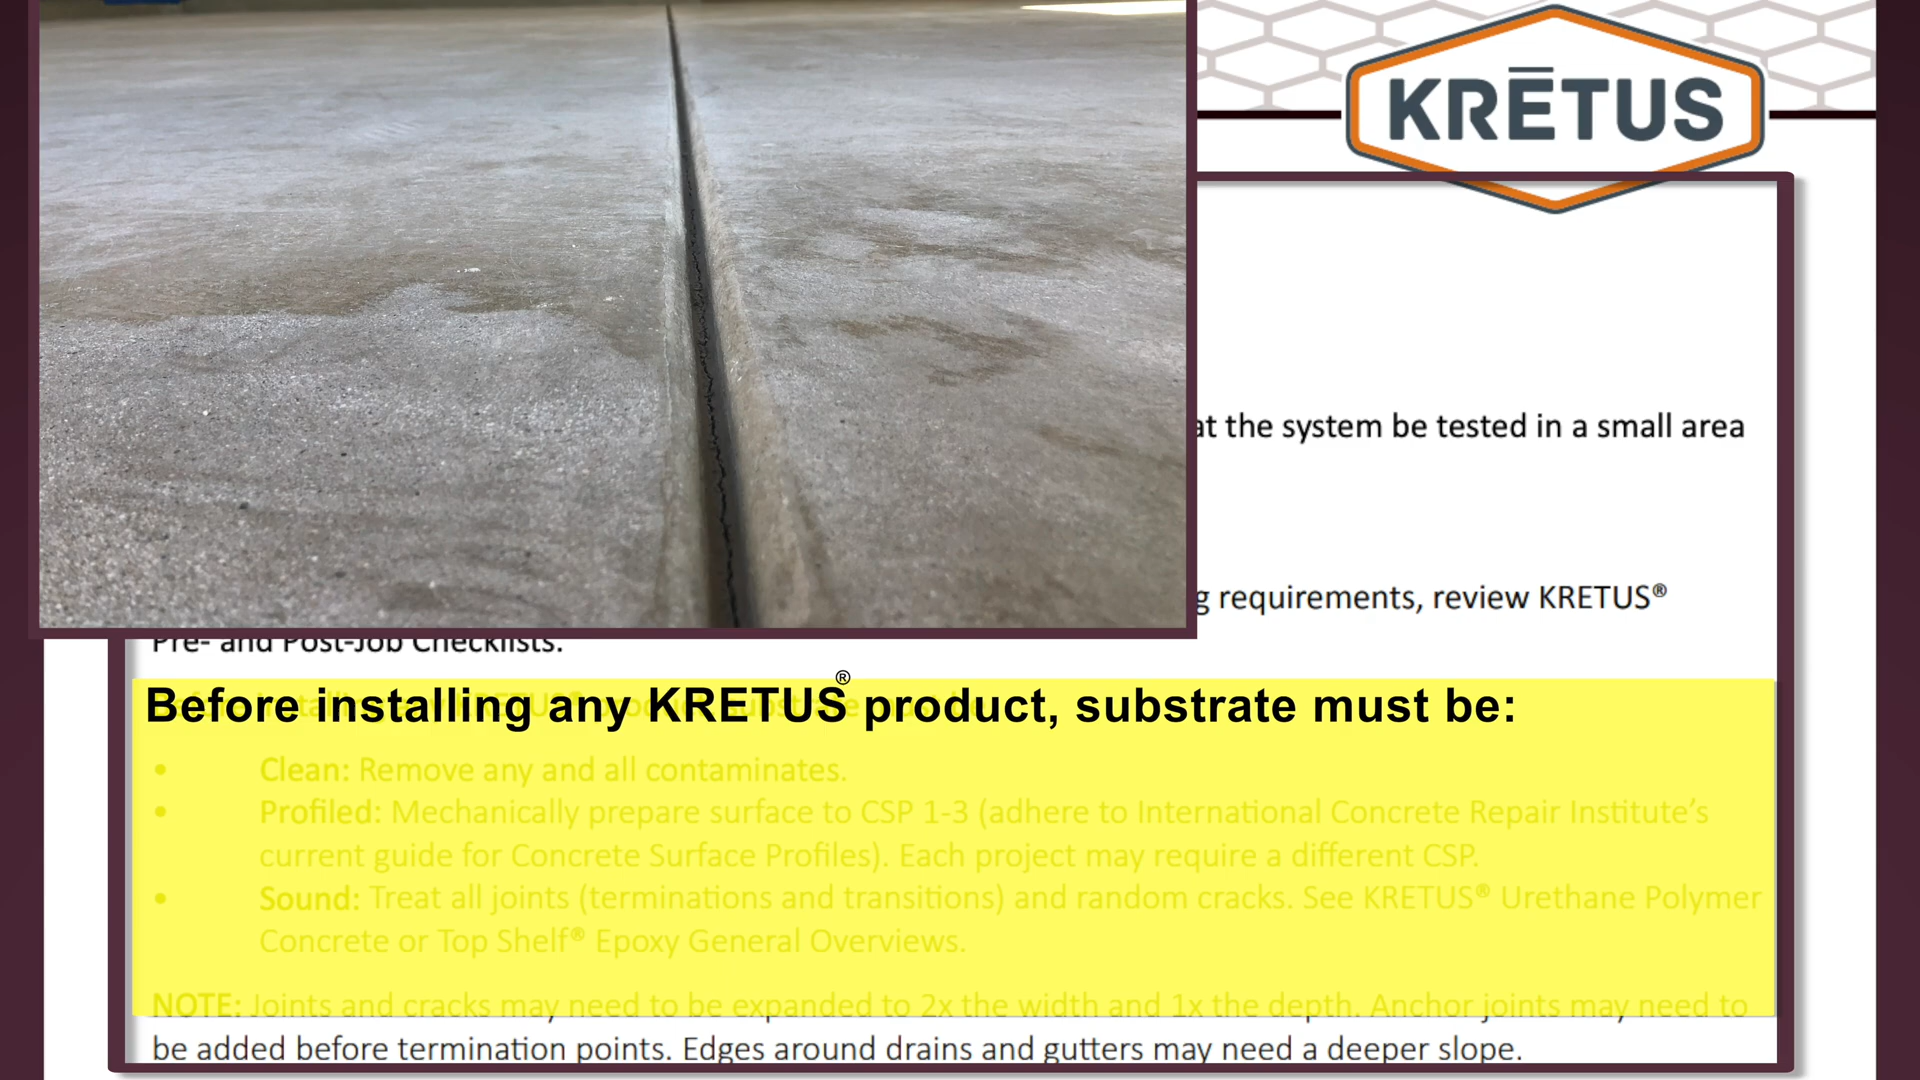 KRĒTUS
at the system be tested in a small area
g requirements, review KRETUS®
Pre- and Post-Job Checklists.
Before installing any KRETUS® product, substrate must be:
• Clean: Remove any and all contaminates.
• Profiled: Mechanically prepare surface to CSP 1-3 (adhere to International Concrete Repair Institute’s
current guide for Concrete Surface Profiles). Each project may require a different CSP.
• Sound: Treat all joints (terminations and transitions) and random cracks. See KRETUS® Urethane Polymer
Concrete or Top Shelf® Epoxy General Overviews.
NOTE: Joints and cracks may need to be expanded to 2x the width and 1x the depth. Anchor joints may need to
be added before termination points. Edges around drains and gutters may need a deeper slope.